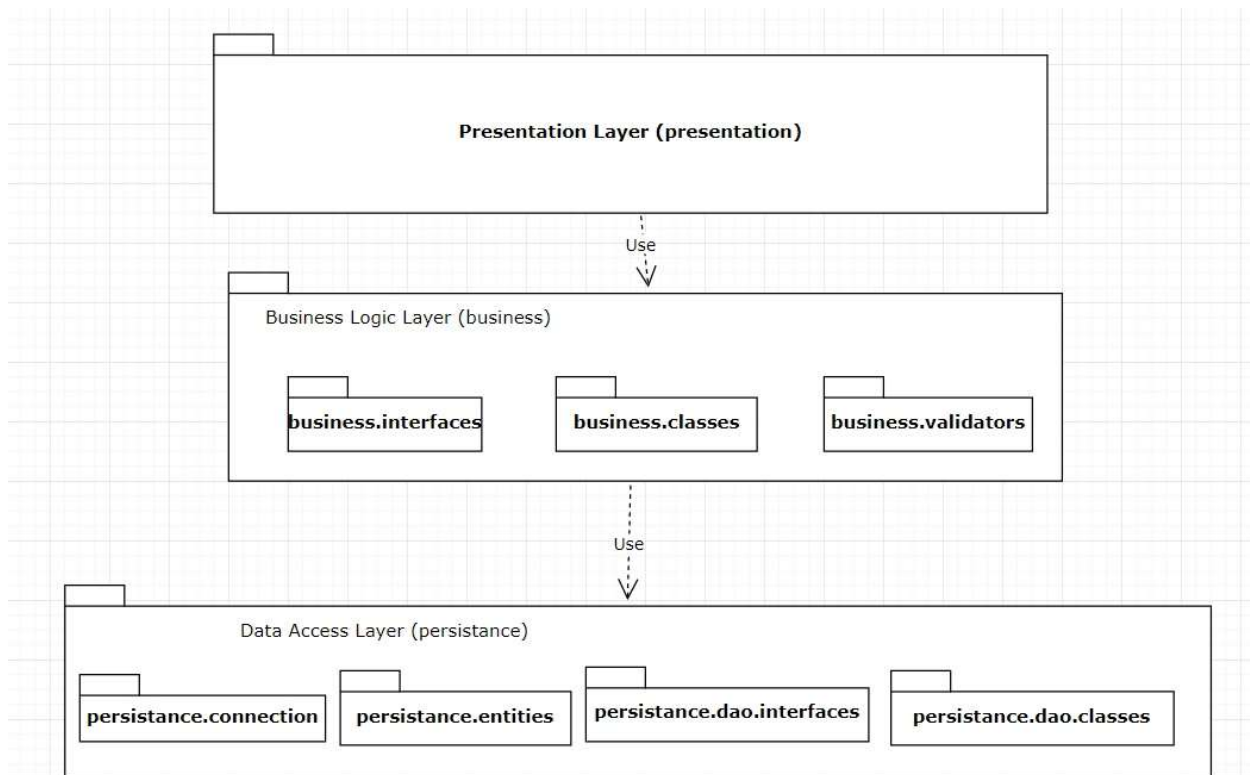 Presentation Layer (presentation)
Use
Business Logic Layer (business)
business.interfaces
business.classes
business.validators
Use
Data Access Layer (persistance)
persistance.connection
persistance.entities
persistance.dao.interfaces
persistance.dao.classes